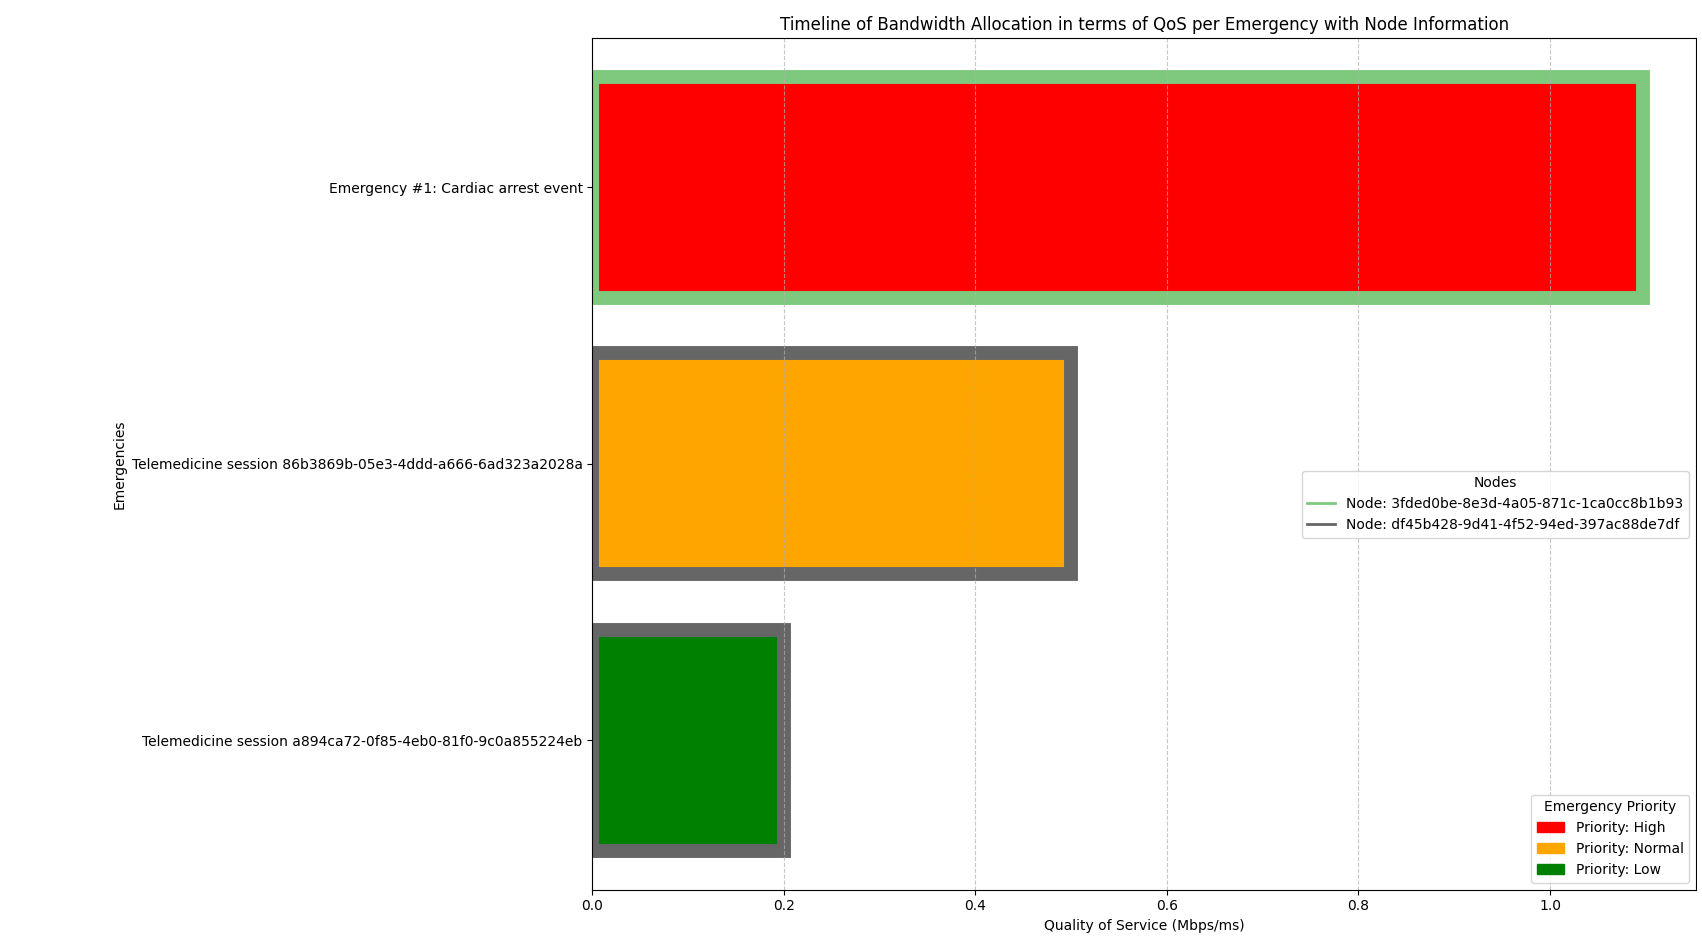 Timeline of Bandwidth Allocation in terms of QoS per Emergency with Node Information
Emergencies
Emergency #1: Cardiac arrest event
Telemedicine session 86b3869b-05e3-4ddd-a666-6ad323a2028a
Telemedicine session a894ca72-0f85-4eb0-81f0-9c0a855224eb
Nodes
Node: 3fded0be-8e3d-4a05-871c-1ca0cc8b1b93
Node: df45b428-9d41-4f52-94ed-397ac88de7df
Emergency Priority
Priority: High
Priority: Normal
Priority: Low
0.0 0.2 0.4 0.6 0.8 1.0
Quality of Service (Mbps/ms)